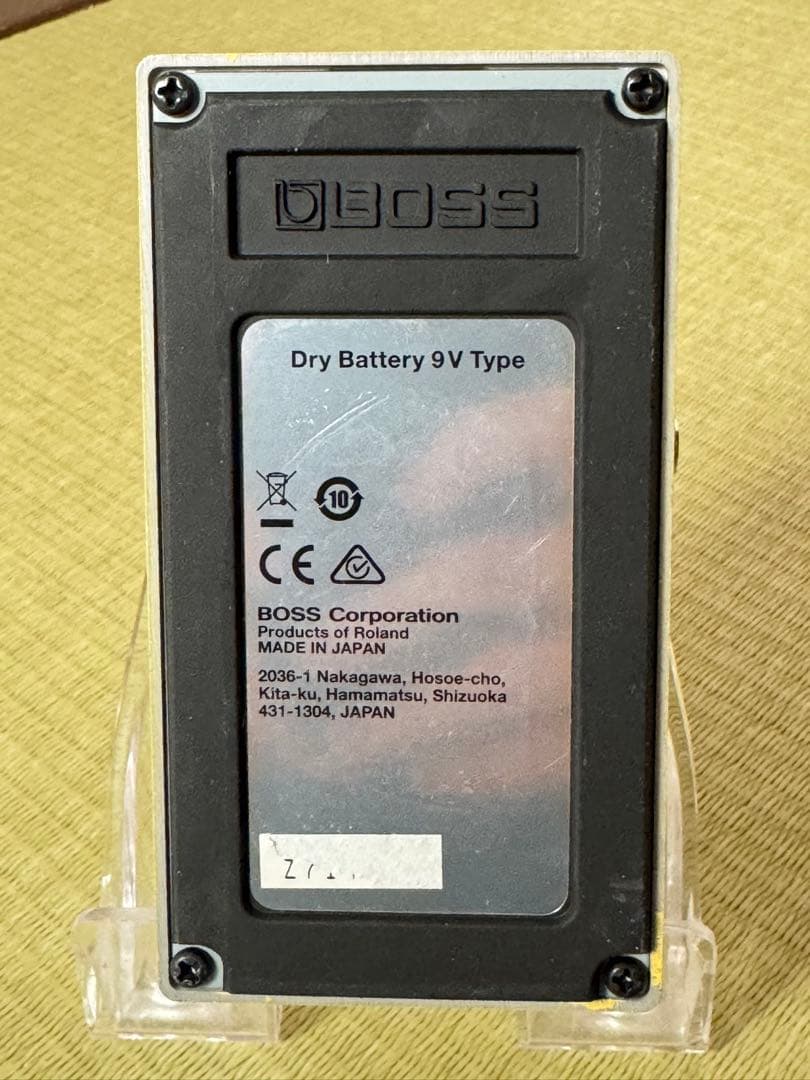 BOSS
Dry Battery 9V Type
10
CE
BOSS Corporation
Products of Roland
MADE IN JAPAN
2036-1 Nakagawa, Hosoe-cho,
Kita-ku, Hamamatsu, Shizuoka
431-1304, JAPAN